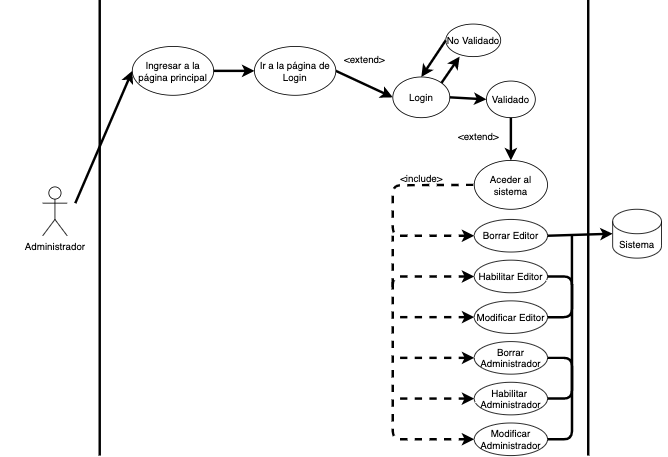 No Validado
Ingresar a la
página principal
Ir a la página de
Login
<extend>
Login
Validado
<extend>
<include>
Aceder al
sistema
Administrador
Borrar Editor
Sistema
Habilitar Editor
Modificar Editor
Borrar
Administrador
Habilitar
Administrador
Modificar
Administrador